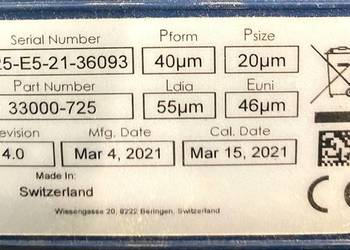 Serial Number Pform Psize
25-E5-21-36093 40µm 20µm
Part Number Ldia Euni
33000-725 55µm 46µm
evision Mfg. Date Cal. Date
4.0 Mar 4, 2021 Mar 15, 2021
Made In:
Switzerland
Wiesengasse 20, 8222 Beringen, Switzerland
CE